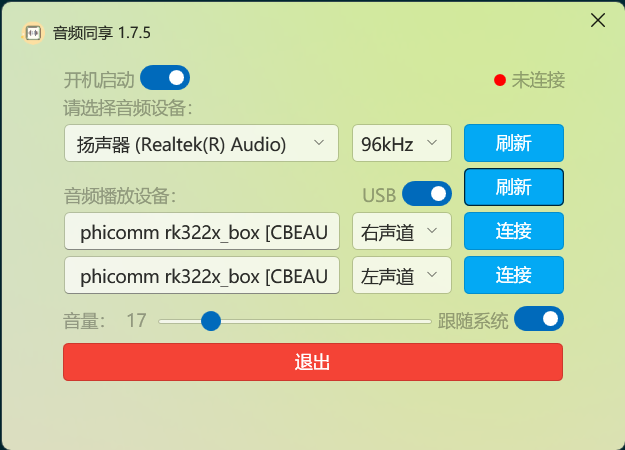 音频同享 1.7.5
开机启动 未连接
请选择音频设备:
扬声器 (Realtek(R) Audio) 96kHz 刷新
音频播放设备: USB 刷新
phicomm rk322x_box [CBEAU 右声道 连接
phicomm rk322x_box [CBEAU 左声道 连接
音量: 17 跟随系统
退出